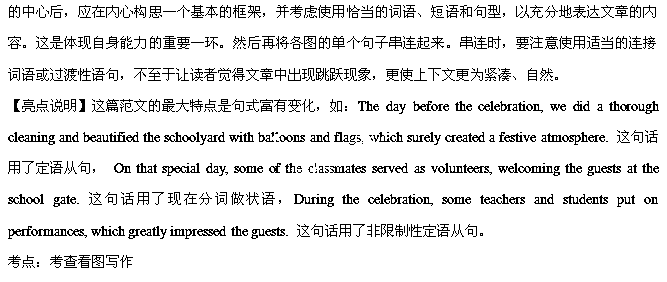 的中心后，应在内心构思一个基本的框架，并考虑使用恰当的词语、短语和句型，以充分地表达文章的内
容。这是体现自身能力的重要一环。然后再将各图的单个句子串连起来。串连时，要注意使用适当的连接
词语或过渡性语句，不至于让读者觉得文章中出现跳跃现象，更使上下文更为紧凑、自然。
【亮点说明】这篇范文的最大特点是句式富有变化，如：The day before the celebration, we did a thorough
cleaning and beautified the schoolyard with balloons and flags, which surely created a festive atmosphere. 这句话
用了定语从句， On that special day, some of the classmates served as volunteers, welcoming the guests at the
school gate. 这句话用了现在分词做状语，During the celebration, some teachers and students put on
performances, which greatly impressed the guests. 这句话用了非限制性定语从句。
考点：考查看图写作